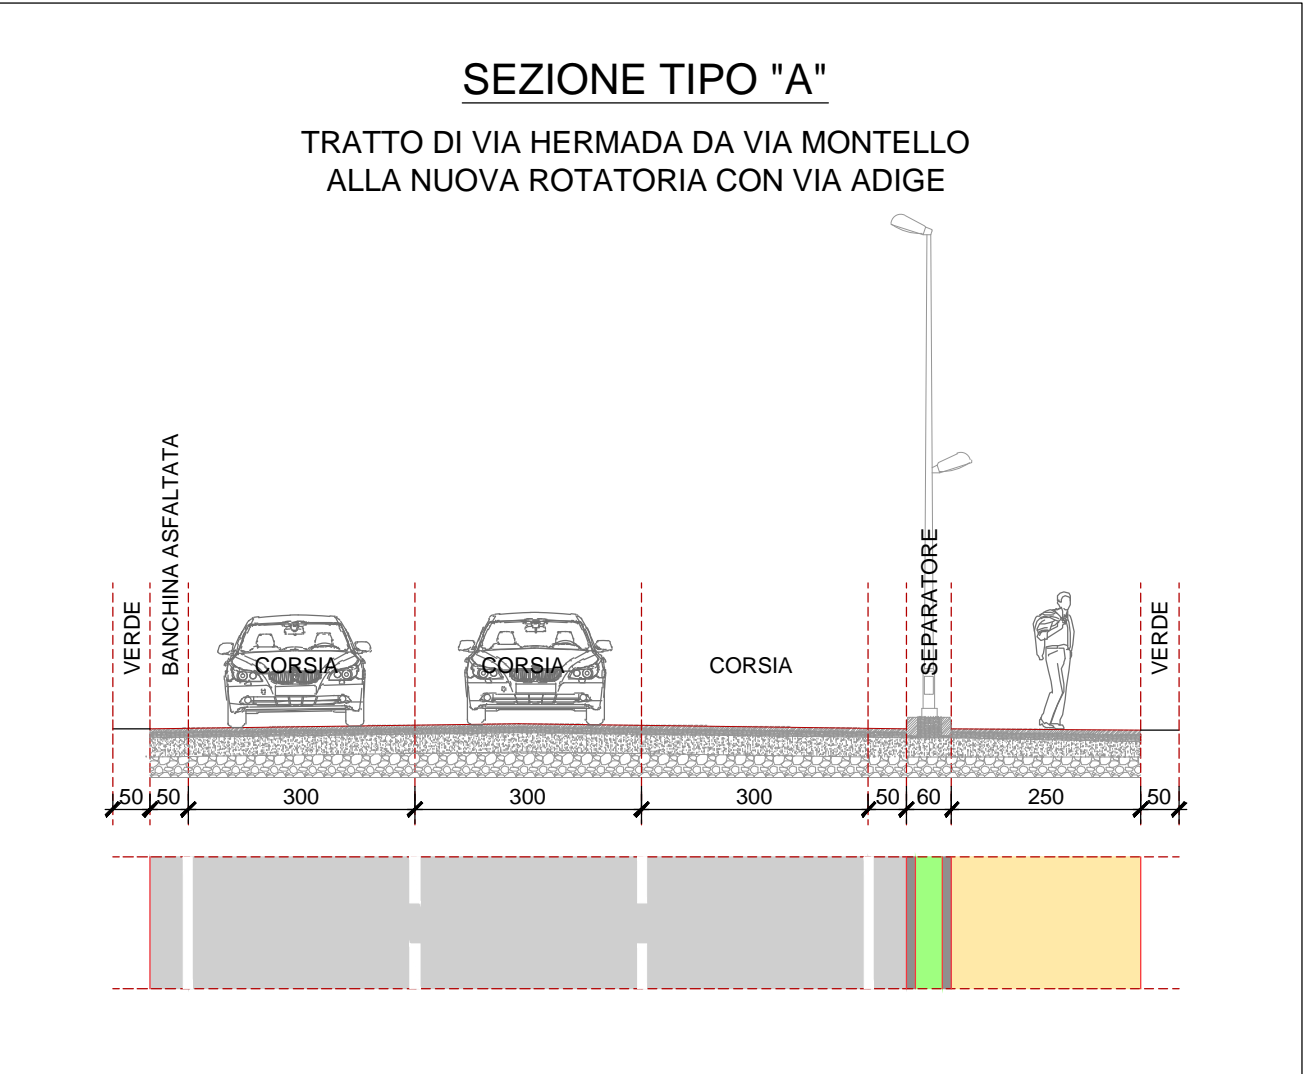 SEZIONE TIPO "A"
TRATTO DI VIA HERMADA DA VIA MONTELLO
ALLA NUOVA ROTATORIA CON VIA ADIGE
VERDE
BANCHINA ASFALTATA
CORSIA
CORSIA
CORSIA
SEPARATORE
VERDE
50 50 300 300 300 50 60 250 50